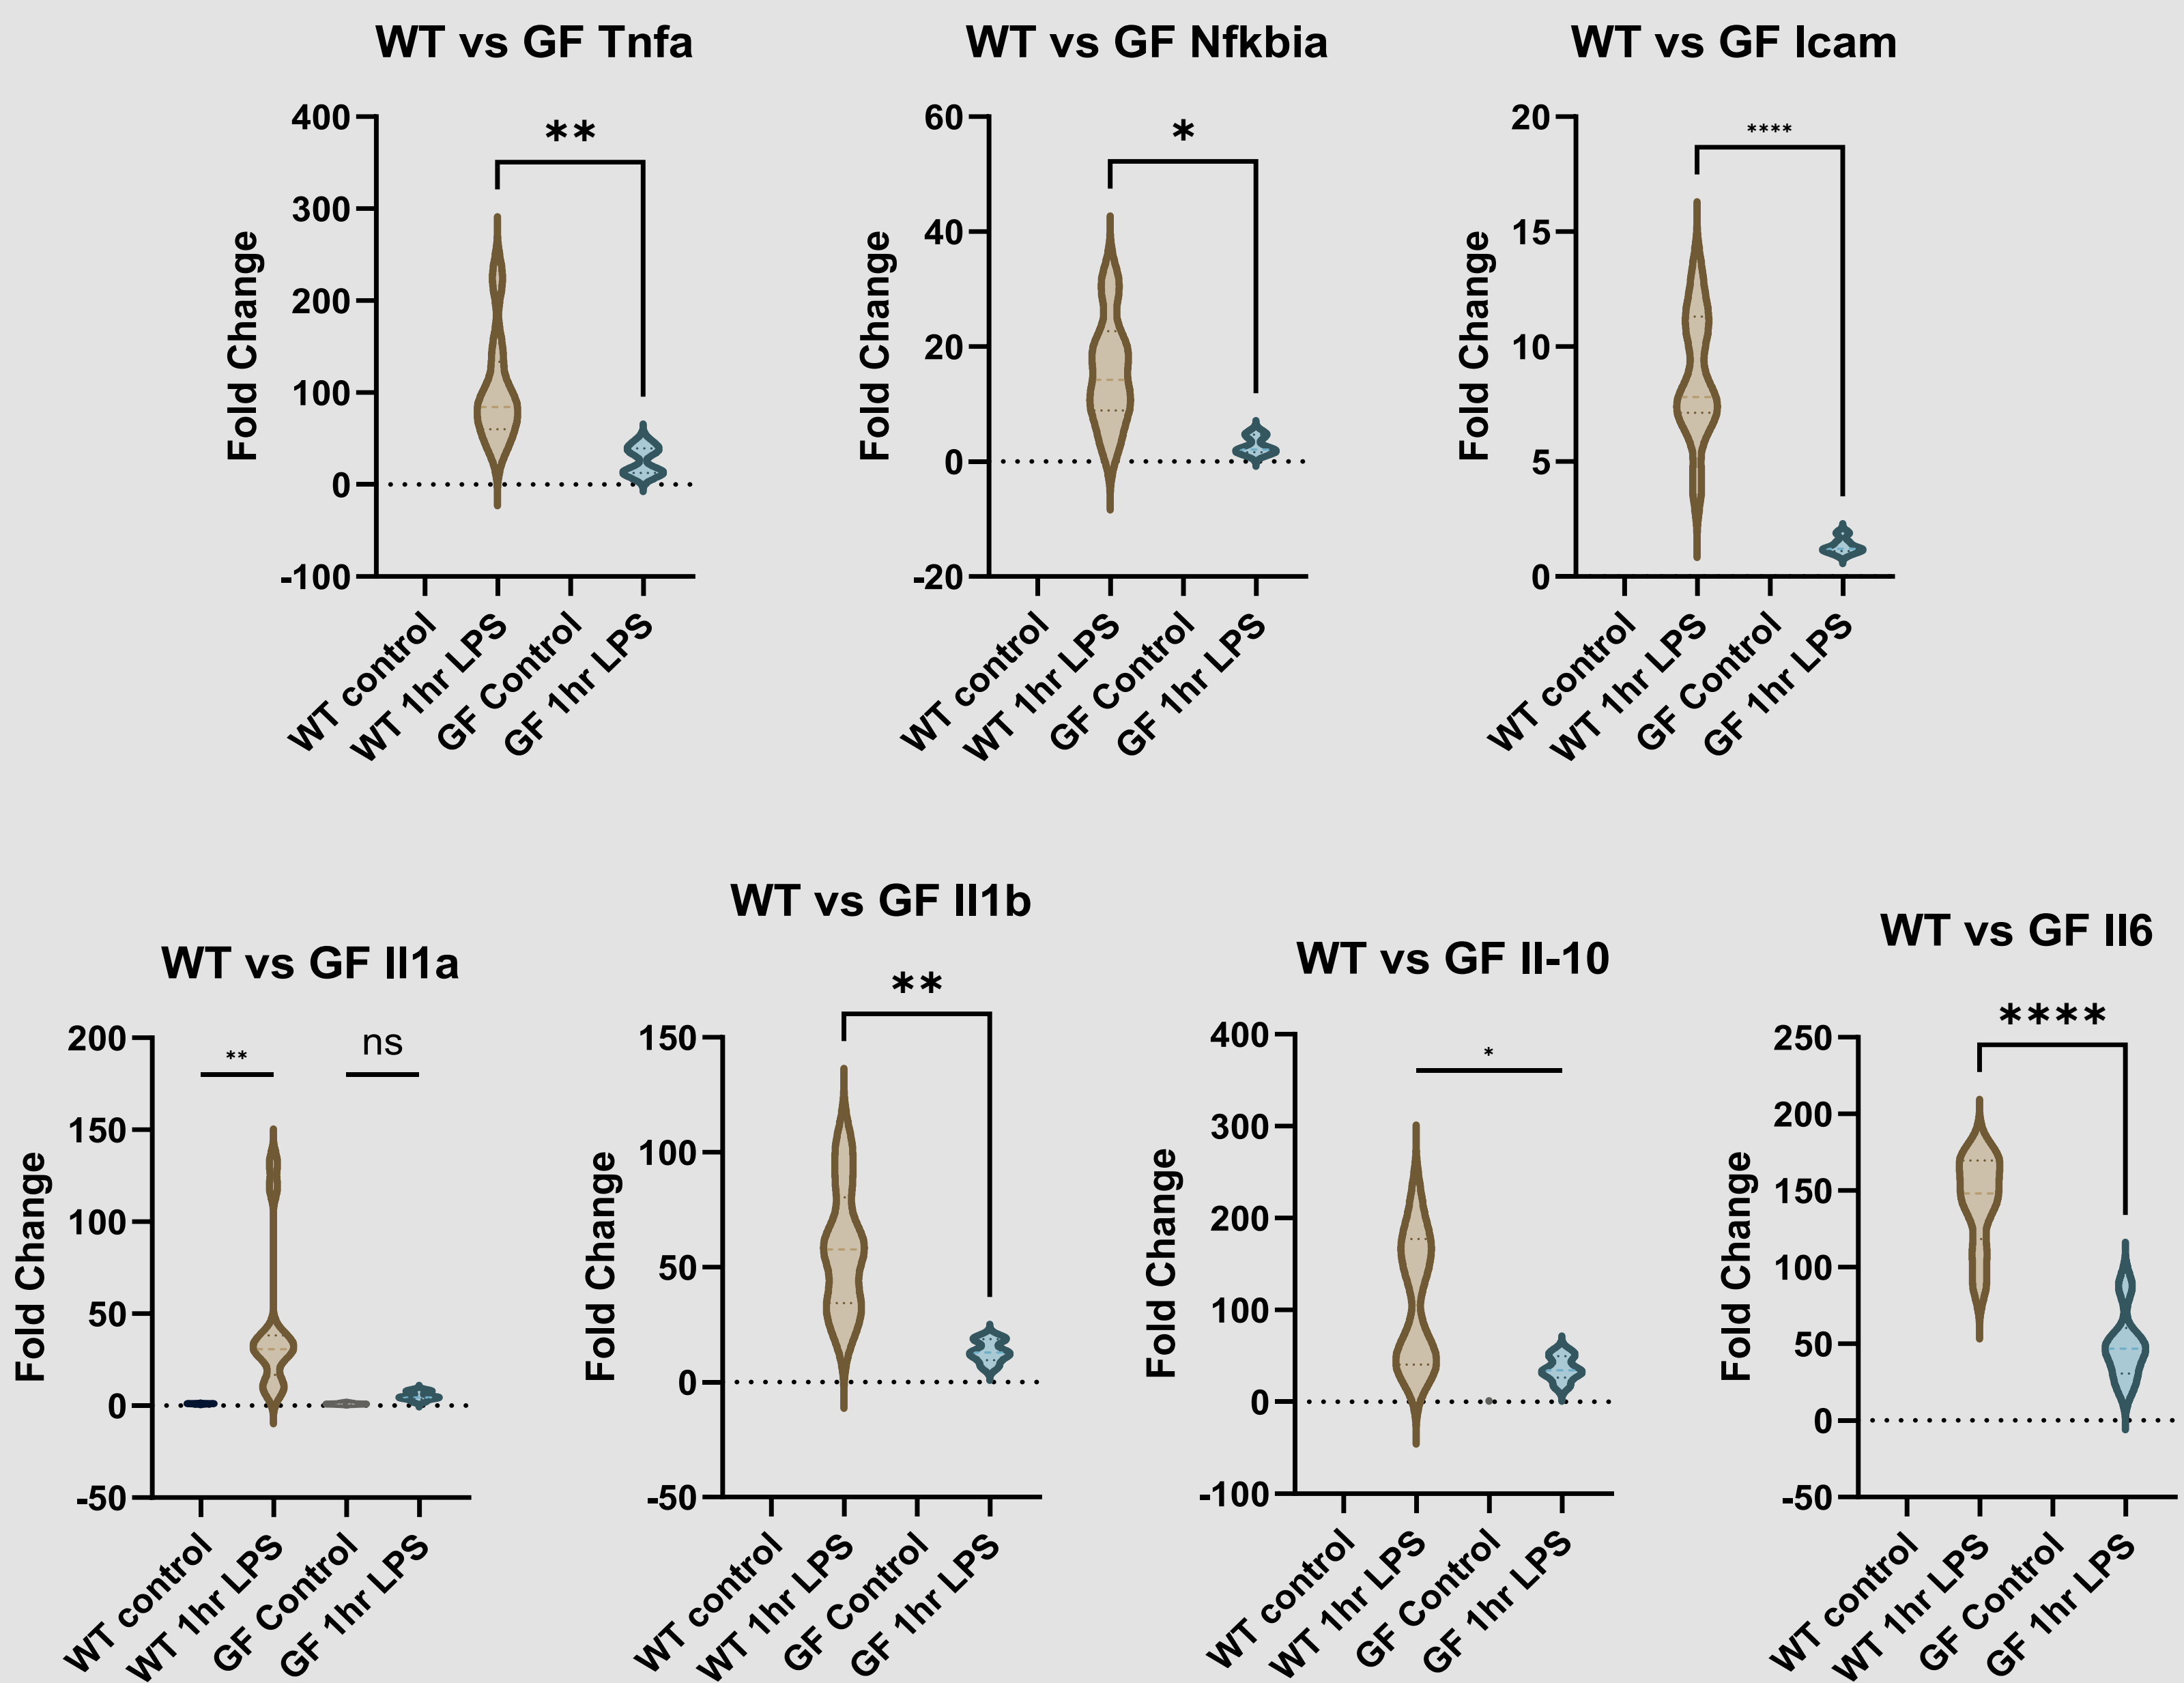 WT vs GF Tnfa
**
400
300
200
100
0
-100
Fold Change
WT control
WT 1hr LPS
GF Control
GF 1hr LPS
WT vs GF Nfkbia
*
60
40
20
0
-20
Fold Change
WT control
WT 1hr LPS
GF Control
GF 1hr LPS
WT vs GF Icam
****
20
15
10
5
0
Fold Change
WT control
WT 1hr LPS
GF Control
GF 1hr LPS
WT vs GF Il1a
** ns
200
150
100
50
0
-50
Fold Change
WT control
WT 1hr LPS
GF Control
GF 1hr LPS
WT vs GF Il1b
**
150
100
50
0
-50
Fold Change
WT control
WT 1hr LPS
GF Control
GF 1hr LPS
WT vs GF Il-10
*
400
300
200
100
0
-100
Fold Change
WT control
WT 1hr LPS
GF Control
GF 1hr LPS
WT vs GF Il6
****
250
200
150
100
50
0
-50
Fold Change
WT control
WT 1hr LPS
GF Control
GF 1hr LPS